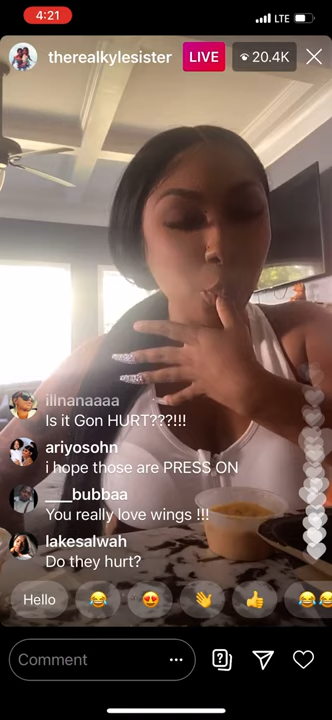 4:21
LTE
therealkylesister
LIVE
20.4K
illnanaaaa
Is it Gon HURT???!!!
ariyosohn
i hope those are PRESS ON
___bubbaa
You really love wings !!!
lakesalwah
Do they hurt?
Hello
Comment